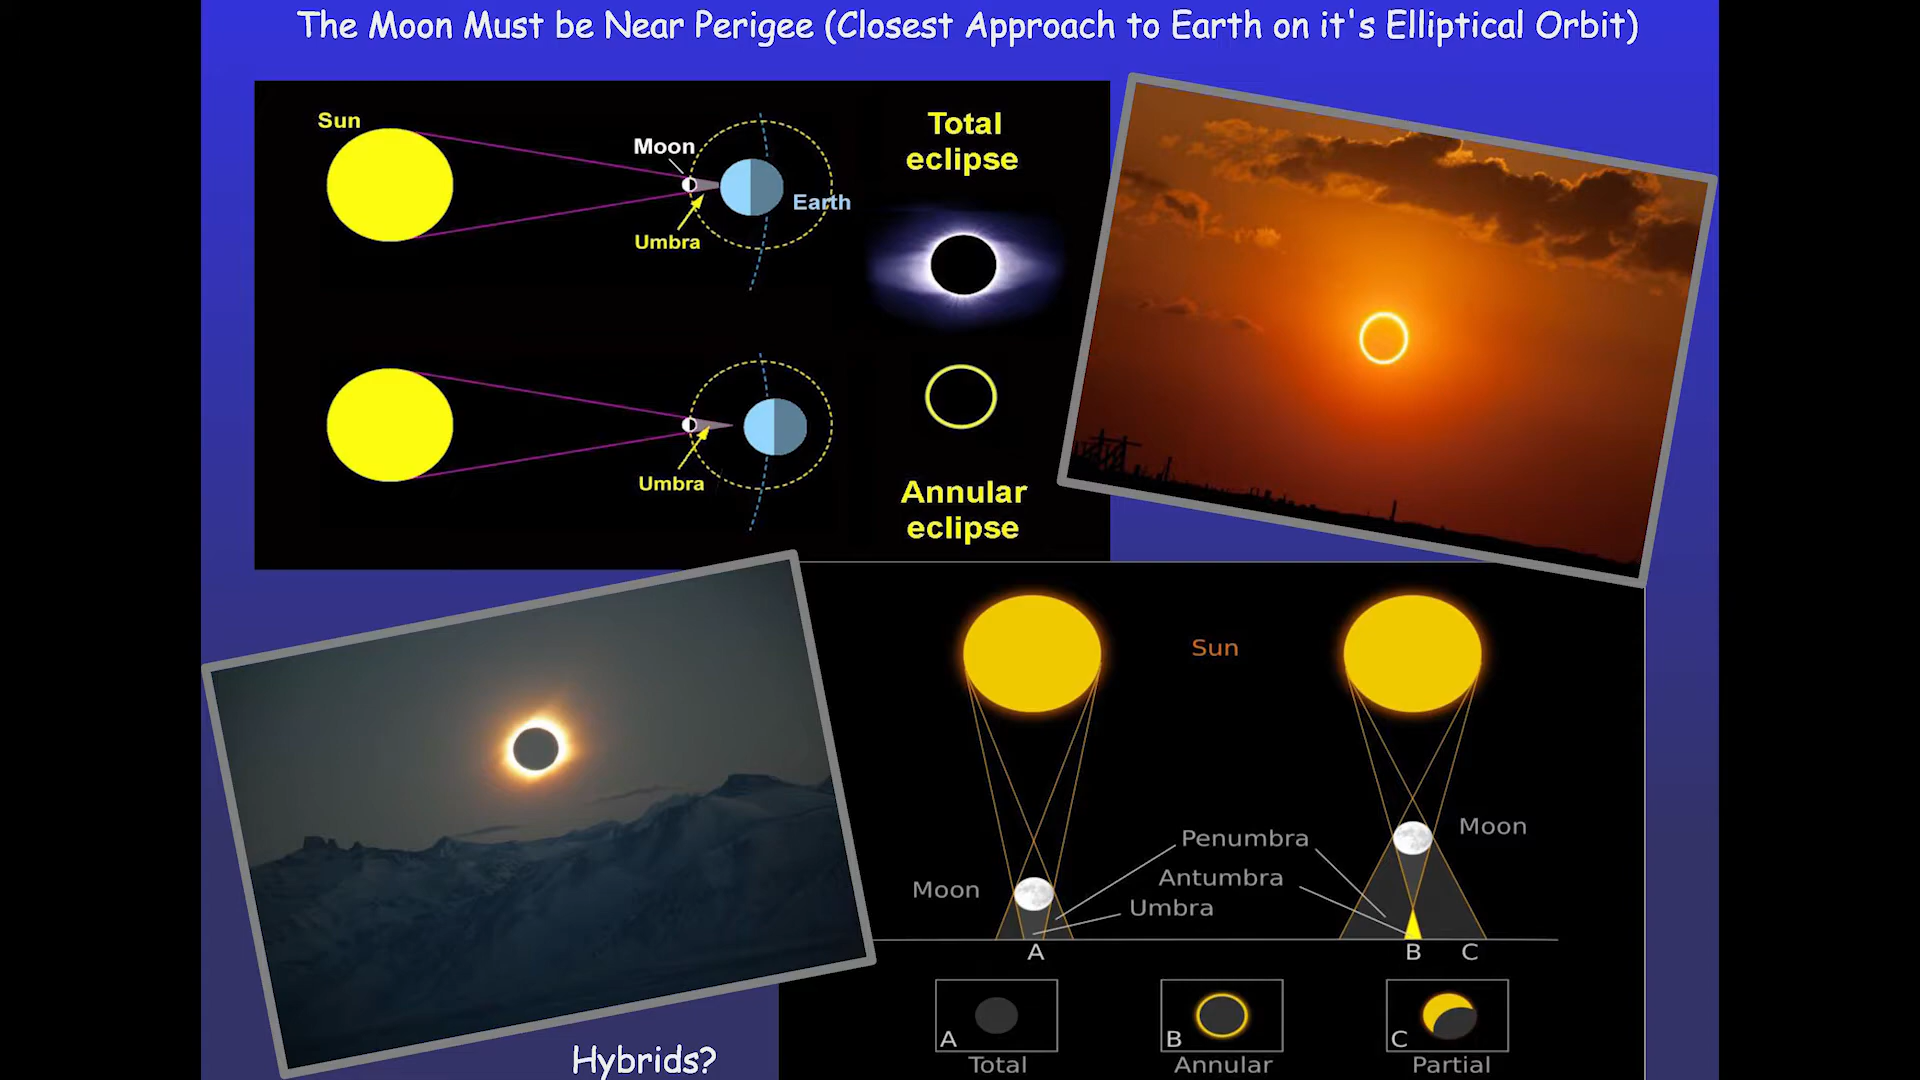 The Moon Must be Near Perigee (Closest Approach to Earth on it's Elliptical Orbit)
Sun
Moon
Earth
Umbra
Total
eclipse
Umbra
Annular
eclipse
Sun
Moon
Penumbra
Antumbra
Moon
Umbra
A
B
C
A
B
C
Total
Annular
Partial
Hybrids?